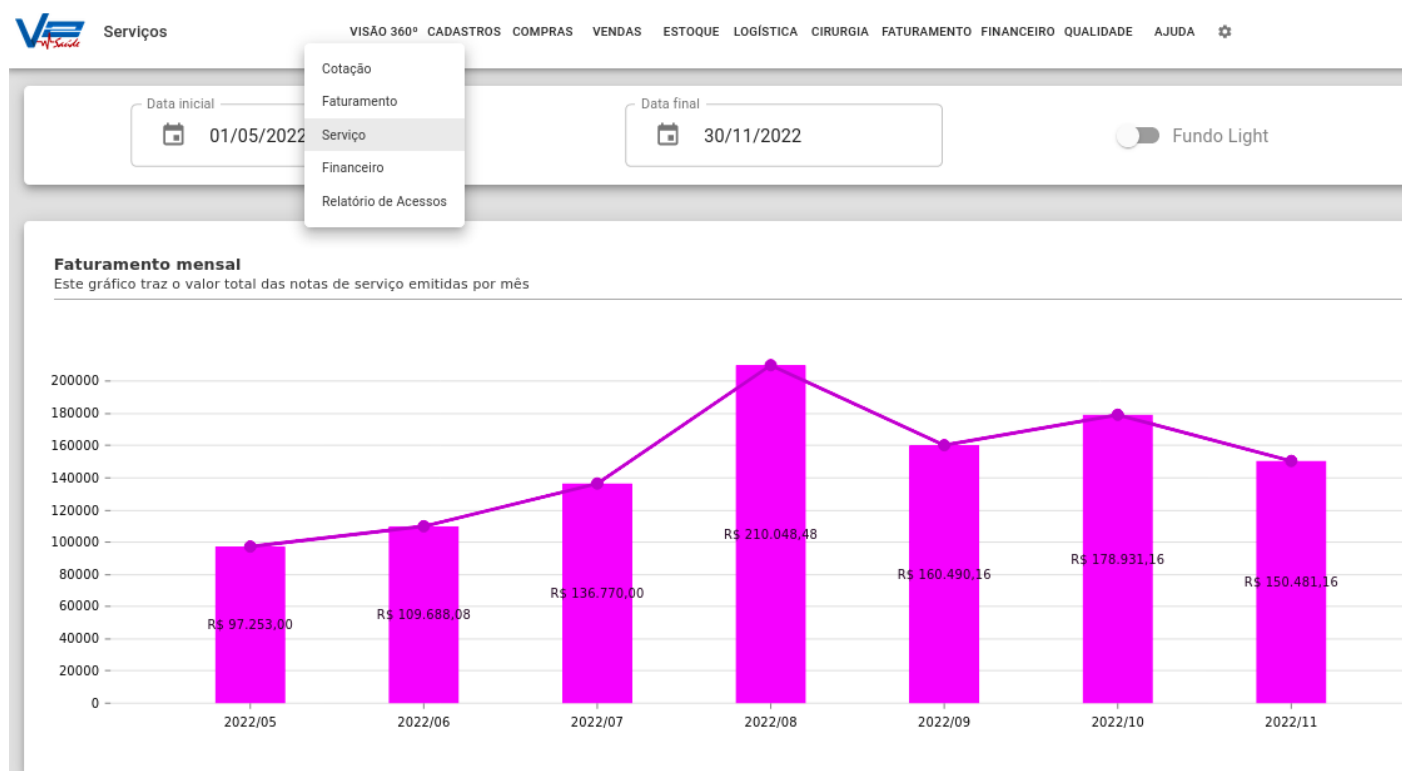 VP Saúde
Serviços
VISÃO 360º CADASTROS COMPRAS VENDAS ESTOQUE LOGÍSTICA CIRURGIA FATURAMENTO FINANCEIRO QUALIDADE AJUDA
Cotação
Faturamento
Serviço
Financeiro
Relatório de Acessos
Data inicial
01/05/2022
Data final
30/11/2022
Fundo Light
Faturamento mensal
Este gráfico traz o valor total das notas de serviço emitidas por mês
200000
180000
160000
140000
120000
100000
80000
60000
40000
20000
0
R$ 97.253,00
R$ 109.688,08
R$ 136.770,00
R$ 210.048,48
R$ 160.490,16
R$ 178.931,16
R$ 150.481,16
2022/05 2022/06 2022/07 2022/08 2022/09 2022/10 2022/11